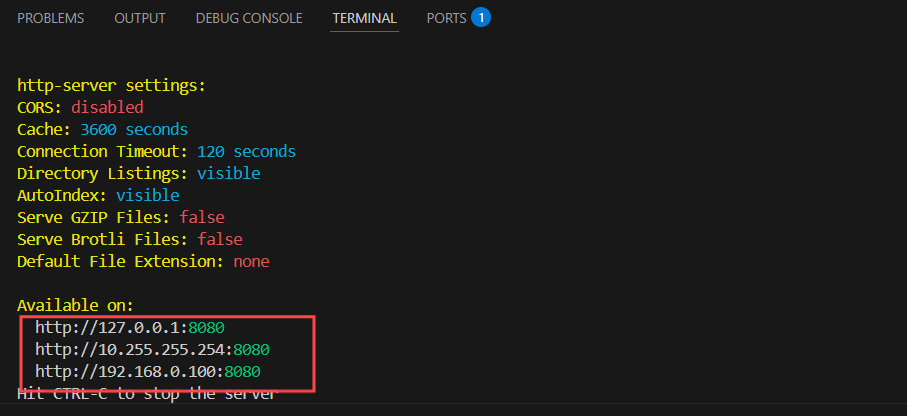 PROBLEMS OUTPUT DEBUG CONSOLE TERMINAL PORTS 1
http-server settings:
CORS: disabled
Cache: 3600 seconds
Connection Timeout: 120 seconds
Directory Listings: visible
AutoIndex: visible
Serve GZIP Files: false
Serve Brotli Files: false
Default File Extension: none
Available on:
http://127.0.0.1:8080
http://10.255.255.254:8080
http://192.168.0.100:8080
Hit CTRL-C to stop the server